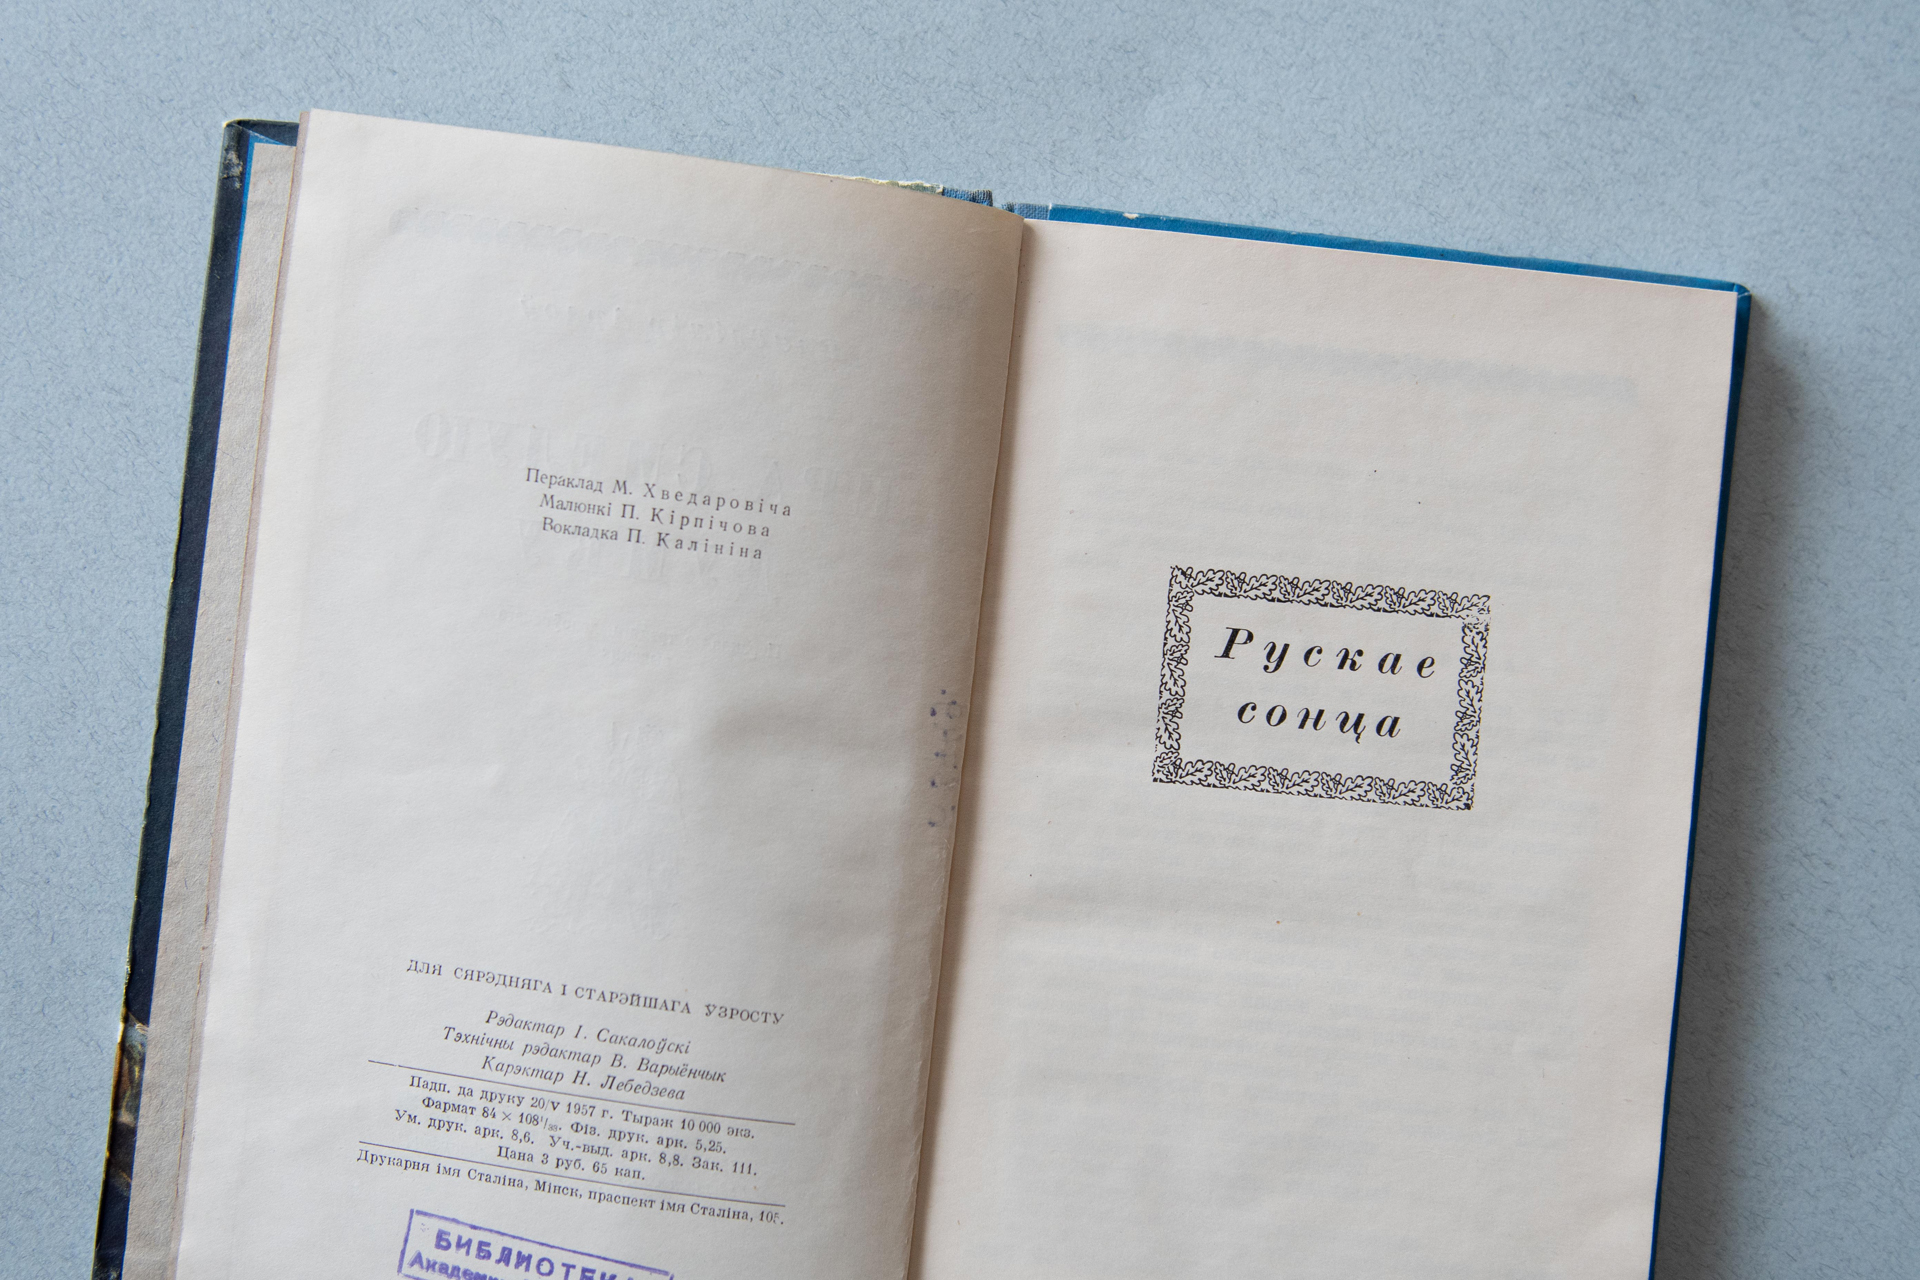 Пераклад М. Хведаровіча
Малюнкі П. Кірпічова
Вокладка П. Калініна
ДЛЯ СЯРЭДНЯГА І СТАРЭЙШАГА ЎЗРОСТУ
Рэдактар І. Сакалоўскі
Тэхнічны рэдактар В. Варыёнчык
Карэктар Н. Лебедзева
Падп. да друку 20/V 1957 г. Тыраж 10 000 экз.
Фармат 84 × 108¹/₃₂. Фіз. друк. арк. 5,25.
Ум. друк. арк. 8,6. Уч.-выд. арк. 8,8. Зак. 111.
Цана 3 руб. 65 кап.
Друкарня імя Сталіна, Мінск, праспект імя Сталіна, 105.
БИБЛИОТЕКА
Рускае
сонца